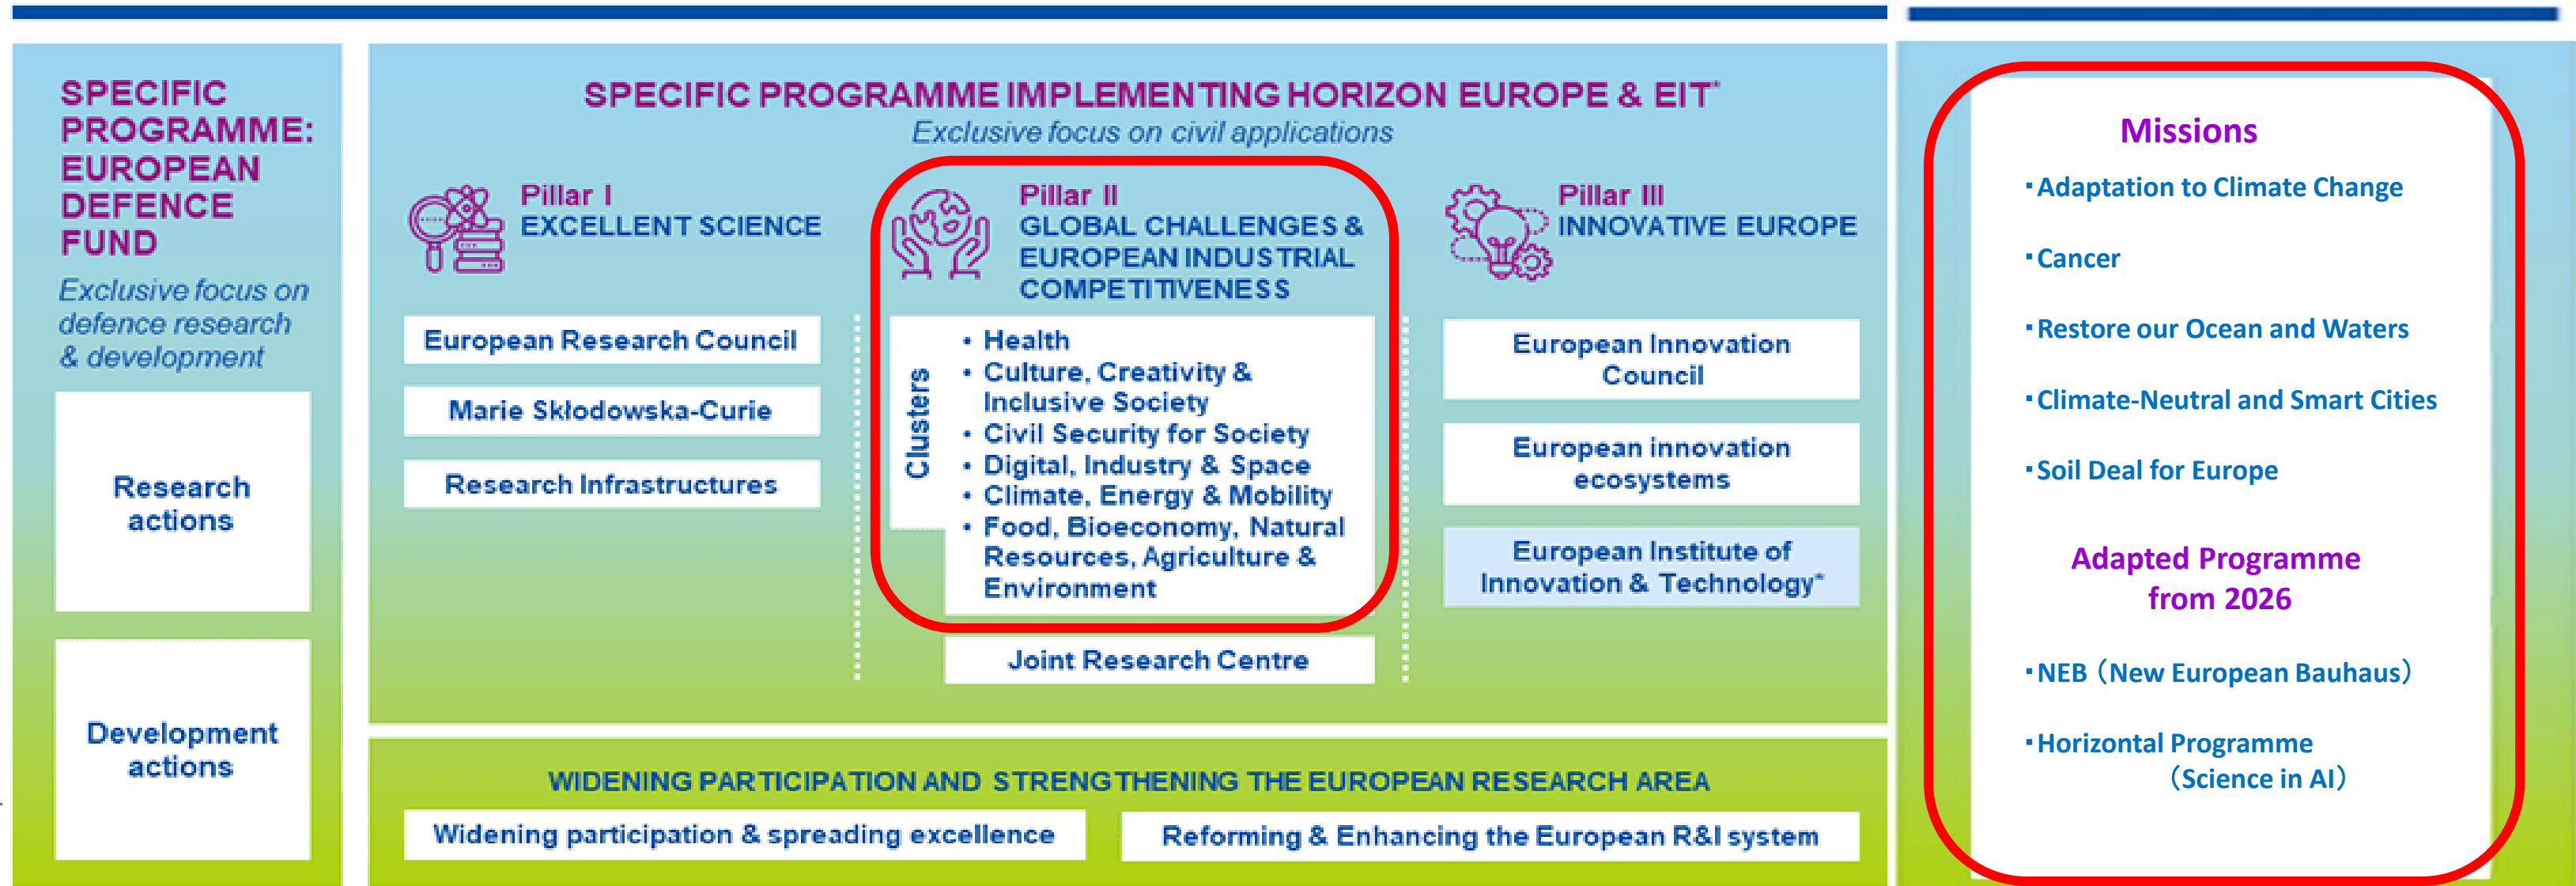 SPECIFIC
PROGRAMME:
EUROPEAN
DEFENCE
FUND
Exclusive focus on
defence research
& development
Research
actions
Development
actions
SPECIFIC PROGRAMME IMPLEMENTING HORIZON EUROPE & EIT*
Exclusive focus on civil applications
Pillar I
EXCELLENT SCIENCE
European Research Council
Marie Skłodowska-Curie
Research Infrastructures
Pillar II
GLOBAL CHALLENGES &
EUROPEAN INDUSTRIAL
COMPETITIVENESS
Clusters
• Health
• Culture, Creativity &
Inclusive Society
• Civil Security for Society
• Digital, Industry & Space
• Climate, Energy & Mobility
• Food, Bioeconomy, Natural
Resources, Agriculture &
Environment
Joint Research Centre
Pillar III
INNOVATIVE EUROPE
European Innovation
Council
European innovation
ecosystems
European Institute of
Innovation & Technology*
WIDENING PARTICIPATION AND STRENGTHENING THE EUROPEAN RESEARCH AREA
Widening participation & spreading excellence
Reforming & Enhancing the European R&I system
Missions
・Adaptation to Climate Change
・Cancer
・Restore our Ocean and Waters
・Climate-Neutral and Smart Cities
・Soil Deal for Europe
Adapted Programme
from 2026
・NEB（New European Bauhaus）
・Horizontal Programme
（Science in AI）